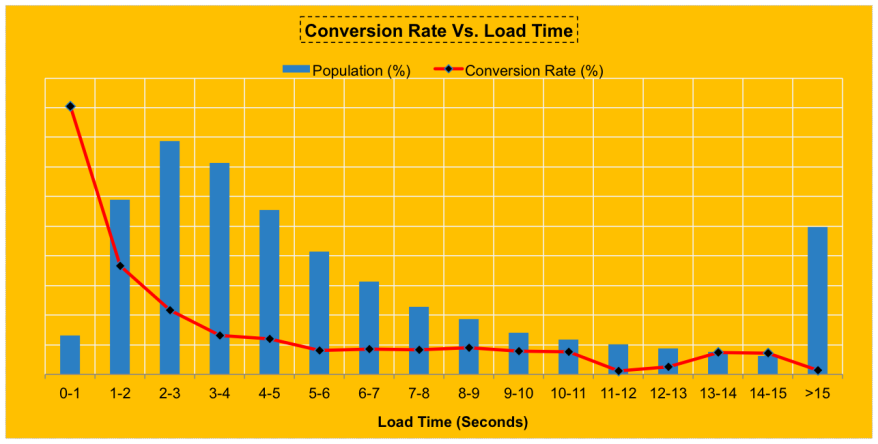 Conversion Rate Vs. Load Time
Population (%) Conversion Rate (%)
0-1 1-2 2-3 3-4 4-5 5-6 6-7 7-8 8-9 9-10 10-11 11-12 12-13 13-14 14-15 >15
Load Time (Seconds)